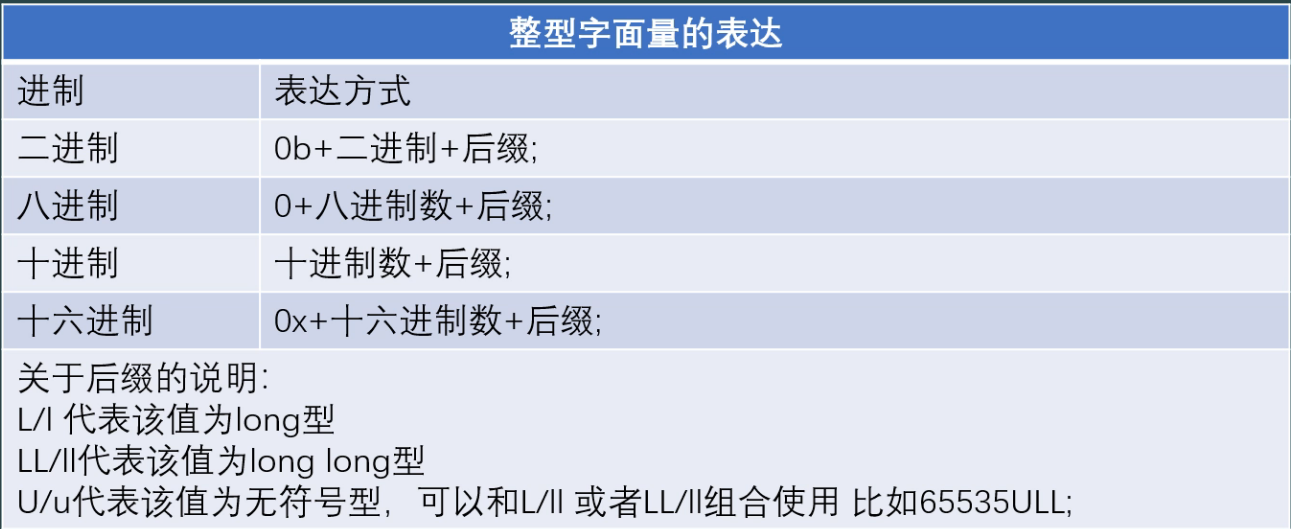 整型字面量的表达
进制 表达方式
二进制 0b+二进制+后缀;
八进制 0+八进制数+后缀;
十进制 十进制数+后缀;
十六进制 0x+十六进制数+后缀;
关于后缀的说明:
L/l 代表该值为long型
LL/ll代表该值为long long型
U/u代表该值为无符号型，可以和L/ll 或者LL/ll组合使用 比如65535ULL;